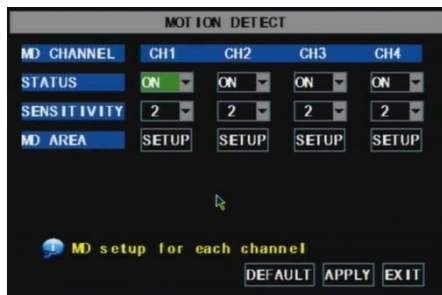 MOTION DETECT
MD CHANNEL CH1 CH2 CH3 CH4
STATUS ON ON ON ON
SENSITIVITY 2 2 2 2
MD AREA SETUP SETUP SETUP SETUP
MD setup for each channel
DEFAULT APPLY EXIT